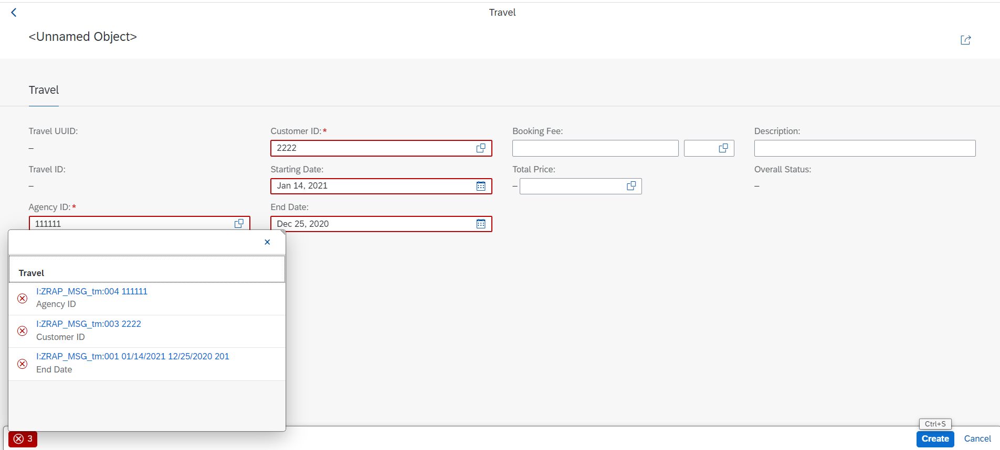 Travel
<Unnamed Object>
Travel
Travel UUID:
–
Travel ID:
–
Agency ID:*
111111
Customer ID:*
2222
Starting Date:
Jan 14, 2021
End Date:
Dec 25, 2020
Booking Fee:
Total Price:
–
Description:
Overall Status:
–
Travel
I:ZRAP_MSG_tm:004 111111
Agency ID
I:ZRAP_MSG_tm:003 2222
Customer ID
I:ZRAP_MSG_tm:001 01/14/2021 12/25/2020 201
End Date
3
Ctrl+S
Create Cancel